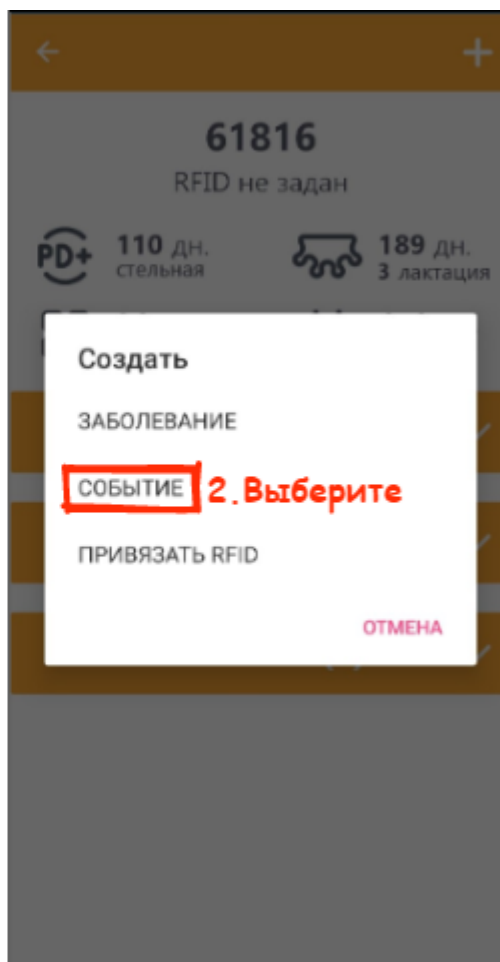 61816
RFID не задан
PD+ 110 дн. 189 дн.
стельная 3 лактация
Создать
ЗАБОЛЕВАНИЕ
СОБЫТИЕ 2.Выберите
ПРИВЯЗАТЬ RFID
ОТМЕНА